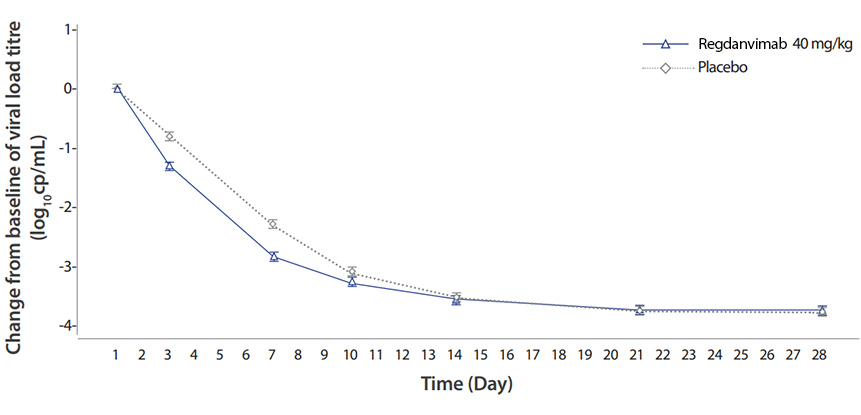 Change from baseline of viral load titre
(log10cp/mL)
1
0
-1
-2
-3
-4
Regdanvimab 40 mg/kg
Placebo
1 2 3 4 5 6 7 8 9 10 11 12 13 14 15 16 17 18 19 20 21 22 23 24 25 26 27 28
Time (Day)